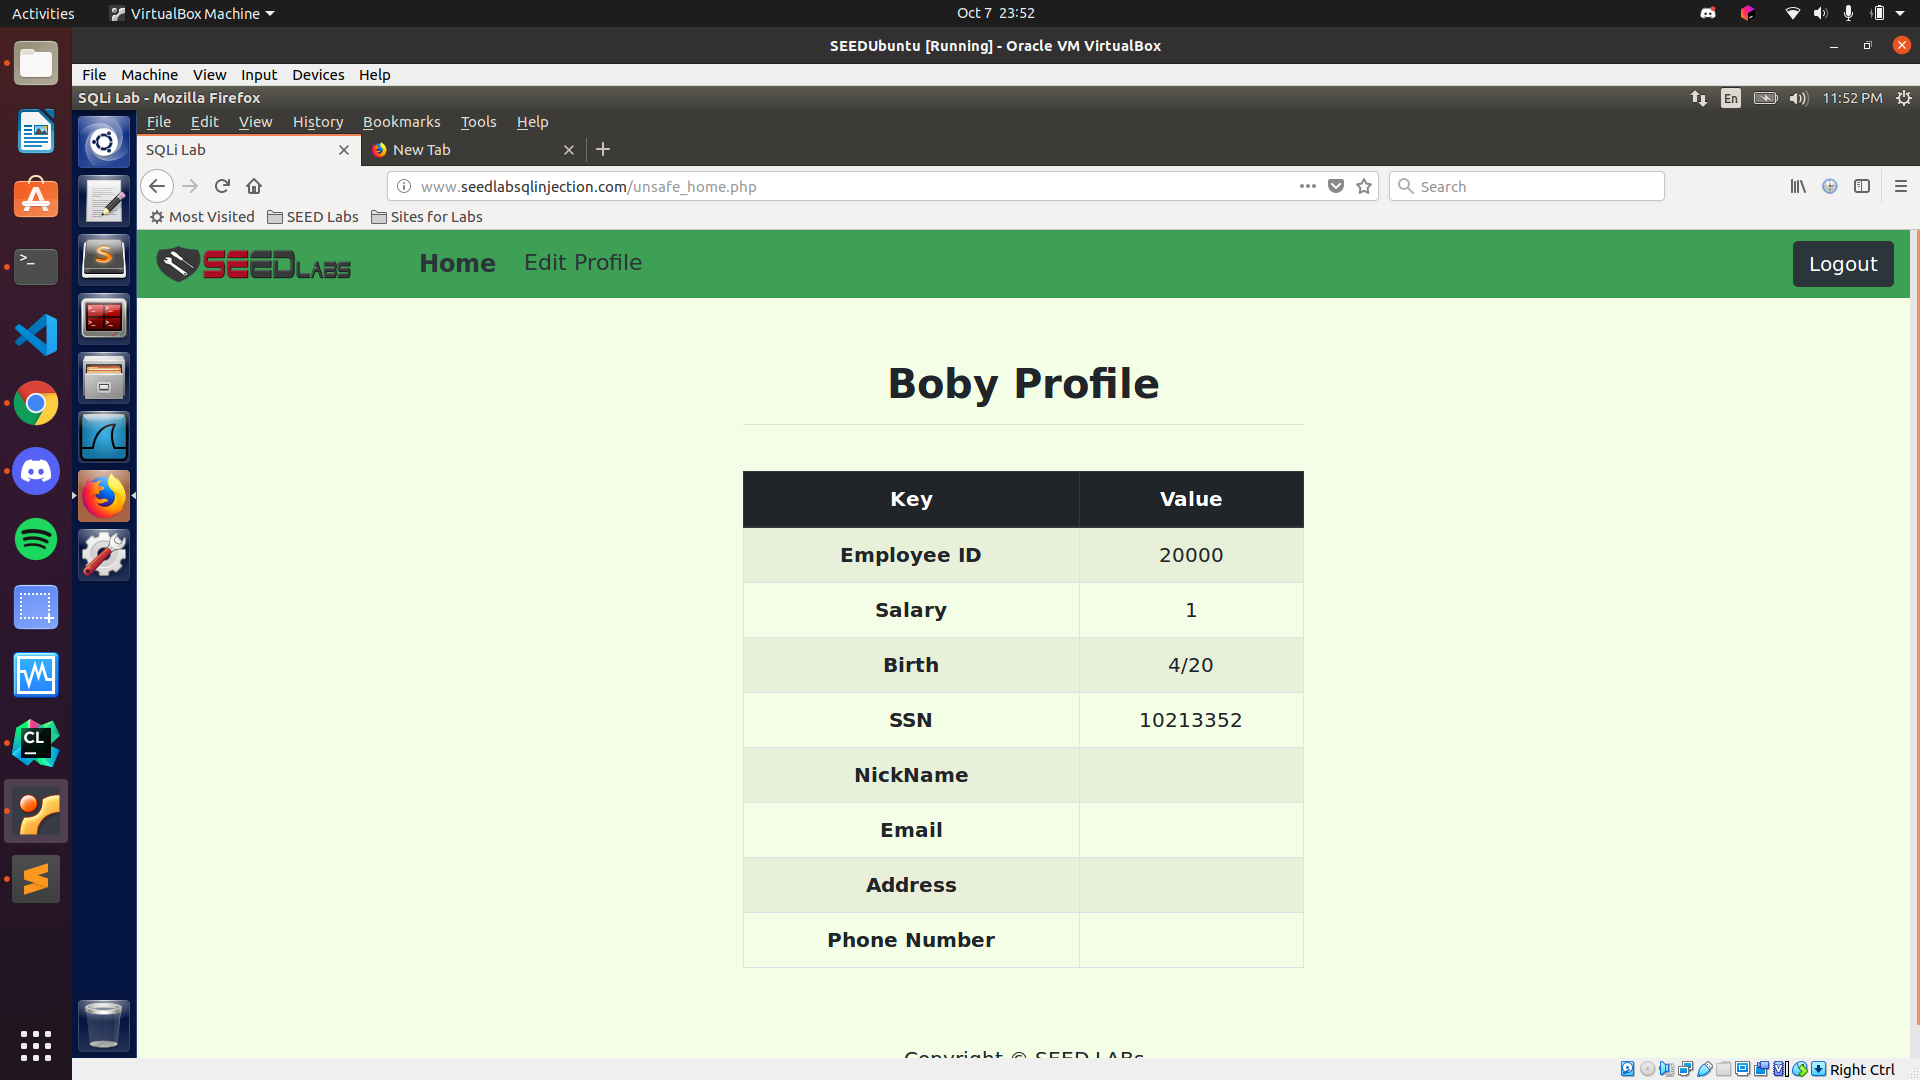 Activities VirtualBox Machine Oct 7 23:52
SEEDUbuntu [Running] - Oracle VM VirtualBox
File Machine View Input Devices Help
SQLi Lab - Mozilla Firefox En 11:52 PM
File Edit View History Bookmarks Tools Help
SQLi Lab New Tab
www.seedlabsqlinjection.com/unsafe_home.php Search
Most Visited SEED Labs Sites for Labs
SEEDLABS Home Edit Profile Logout
Boby Profile
Key Value
Employee ID 20000
Salary 1
Birth 4/20
SSN 10213352
NickName
Email
Address
Phone Number
Copyright © SEED LABs
Right Ctrl